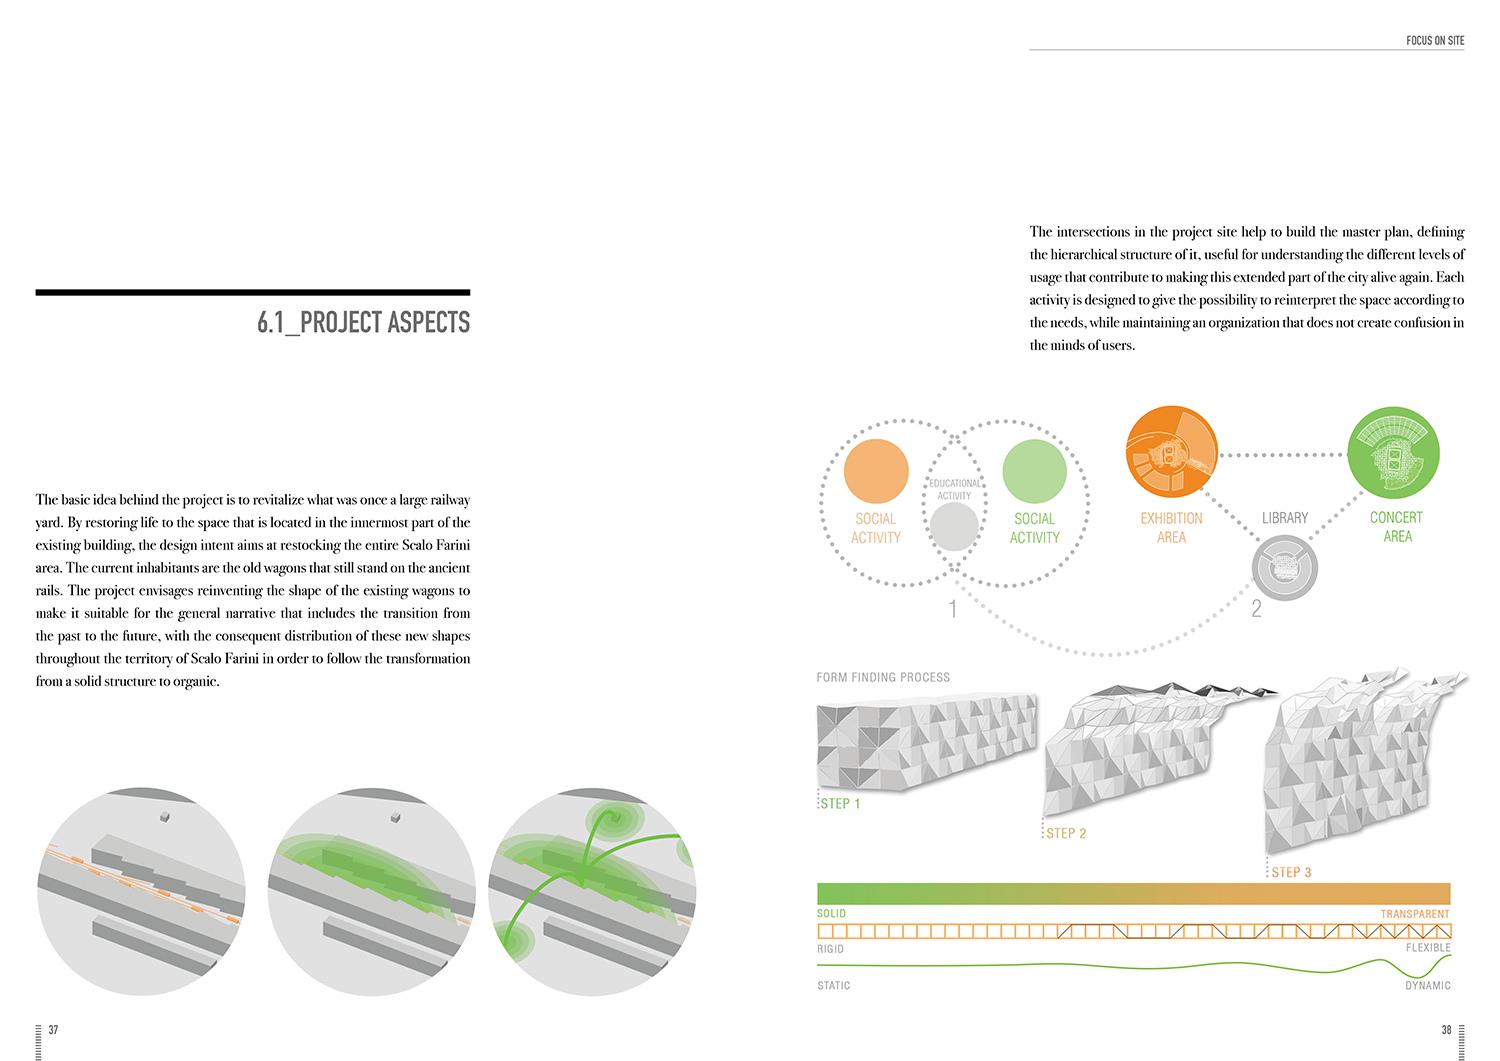 FOCUS ON SITE
6.1_PROJECT ASPECTS
The basic idea behind the project is to revitalize what was once a large railway
yard. By restoring life to the space that is located in the innermost part of the
existing building, the design intent aims at restocking the entire Scalo Farini
area. The current inhabitants are the old wagons that still stand on the ancient
rails. The project envisages reinventing the shape of the existing wagons to
make it suitable for the general narrative that includes the transition from
the past to the future, with the consequent distribution of these new shapes
throughout the territory of Scalo Farini in order to follow the transformation
from a solid structure to organic.
37
The intersections in the project site help to build the master plan, defining
the hierarchical structure of it, useful for understanding the different levels of
usage that contribute to making this extended part of the city alive again. Each
activity is designed to give the possibility to reinterpret the space according to
the needs, while maintaining an organization that does not create confusion in
the minds of users.
SOCIAL
ACTIVITY
EDUCATIONAL
ACTIVITY
SOCIAL
ACTIVITY
1
EXHIBITION
AREA
LIBRARY
CONCERT
AREA
2
FORM FINDING PROCESS
STEP 1
STEP 2
STEP 3
SOLID
TRANSPARENT
RIGID
FLEXIBLE
STATIC
DYNAMIC
38